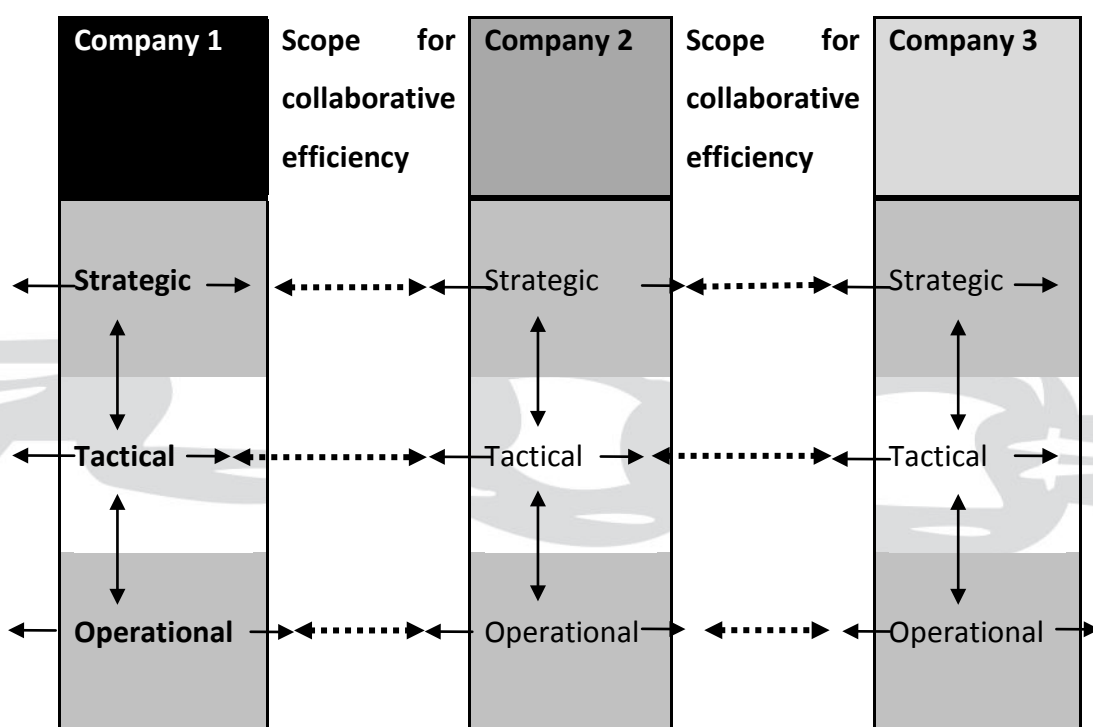 Company 1
Scope for
collaborative
efficiency
Company 2
Scope for
collaborative
efficiency
Company 3
Strategic
Strategic
Strategic
Tactical
Tactical
Tactical
Operational
Operational
Operational